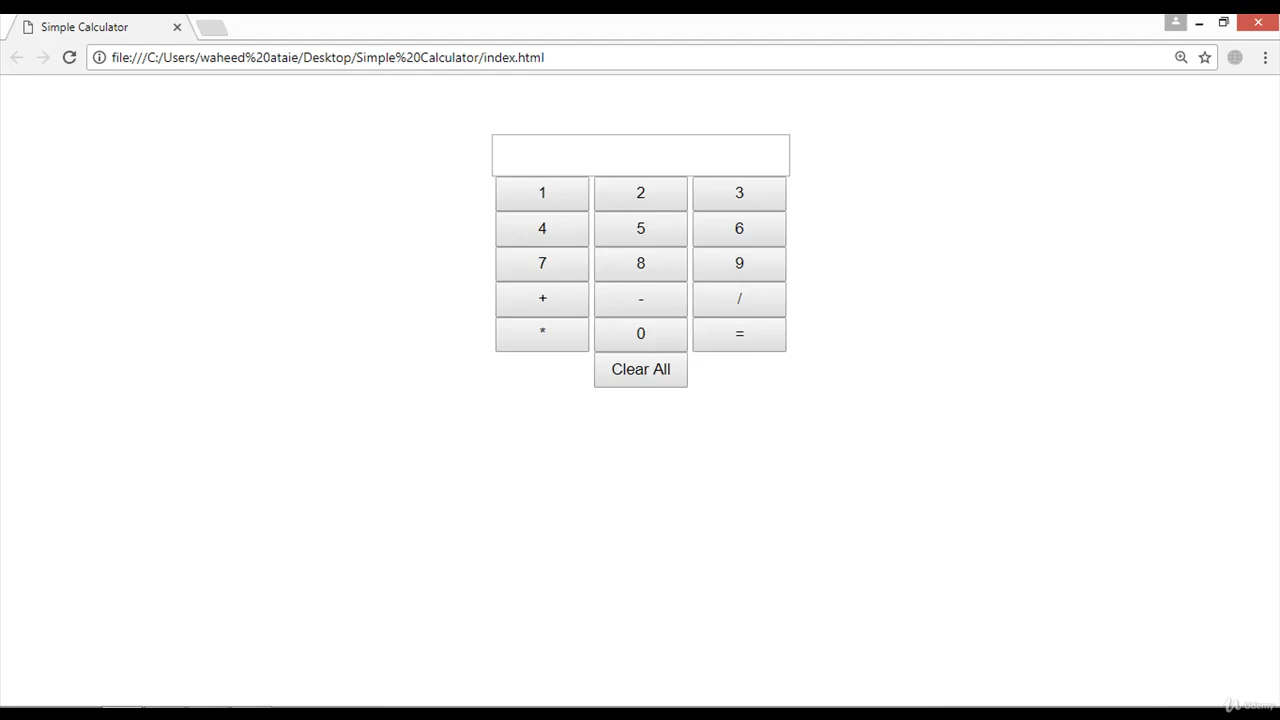 Simple Calculator
file:///C:/Users/waheed%20ataie/Desktop/Simple%20Calculator/index.html
1 2 3
4 5 6
7 8 9
+ - /
* 0 =
Clear All
Udemy